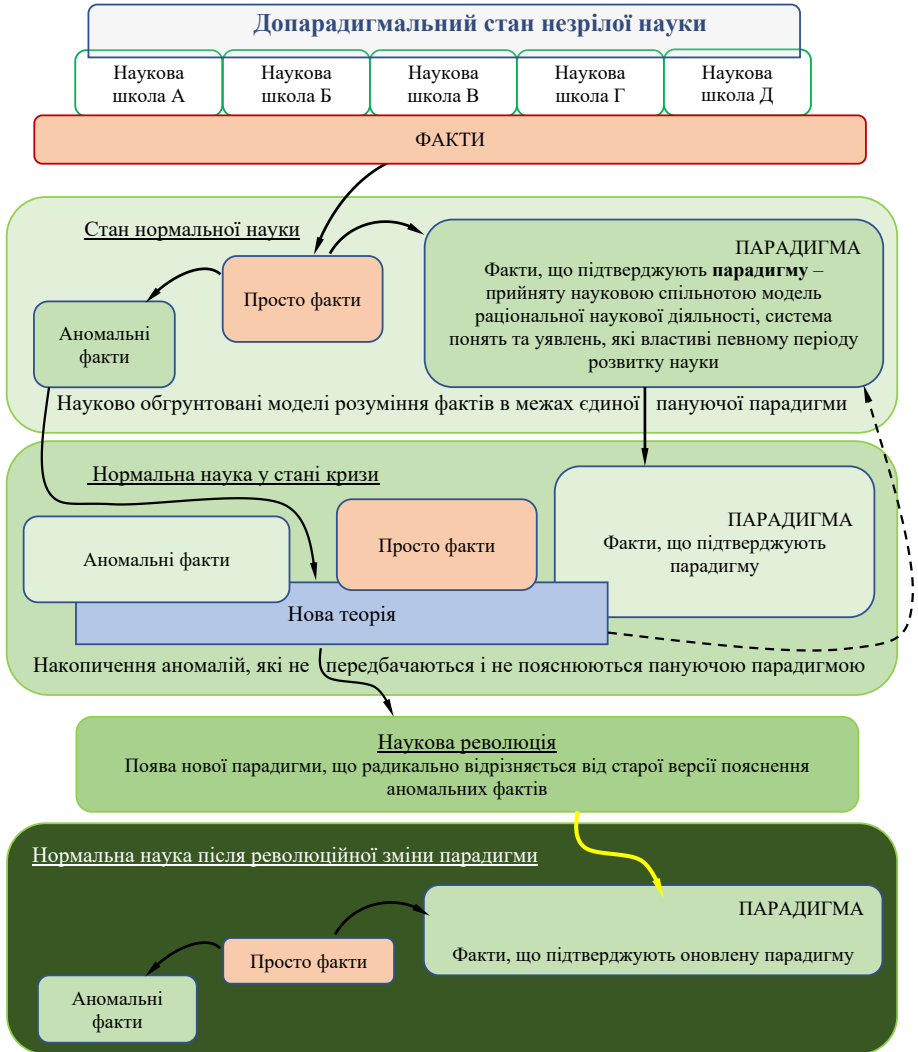 Допарадигмальний стан незрілої науки
Наукова
школа А
Наукова
школа Б
Наукова
школа В
Наукова
школа Г
Наукова
школа Д
ФАКТИ
Стан нормальної науки
Просто факти
Аномальні
факти
ПАРАДИГМА
Факти, що підтверджують парадигму –
прийняту науковою спільнотою модель
раціональної наукової діяльності, система
понять та уявлень, які властиві певному періоду
розвитку науки
Науково обгрунтовані моделі розуміння фактів в межах єдиної пануючої парадигми
Нормальна наука у стані кризи
Аномальні факти
Просто факти
ПАРАДИГМА
Факти, що підтверджують
парадигму
Нова теорія
Накопичення аномалій, які не передбачаються і не пояснюються пануючою парадигмою
Наукова революція
Поява нової парадигми, що радикально відрізняється від старої версії пояснення
аномальних фактів
Нормальна наука після революційної зміни парадигми
ПАРАДИГМА
Факти, що підтверджують оновлену парадигму
Просто факти
Аномальні
факти